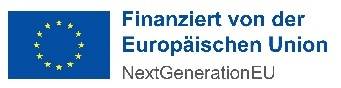 Finanziert von der
Europäischen Union
NextGenerationEU